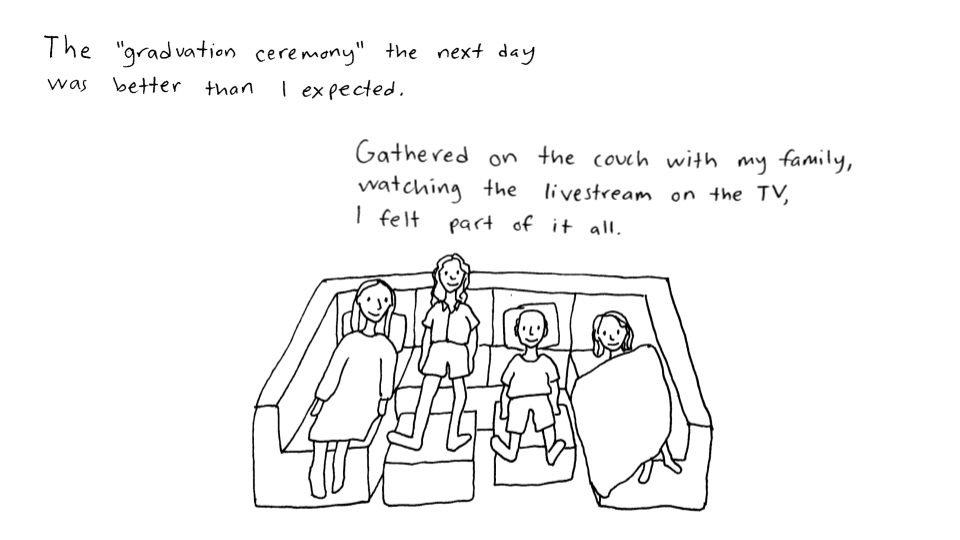 The "graduation ceremony" the next day
was better than I expected.
Gathered on the couch with my family,
watching the livestream on the TV,
I felt part of it all.